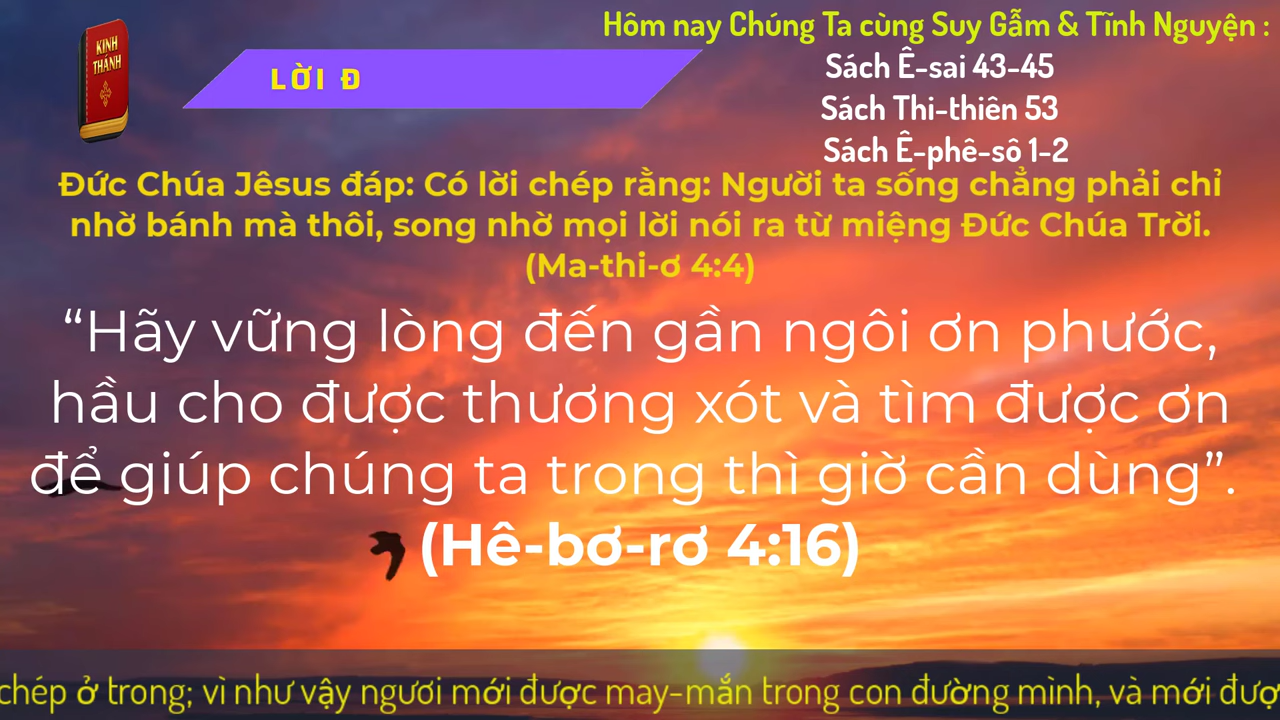 Hôm nay Chúng Ta cùng Suy Gẫm & Tĩnh Nguyện :
Sách Ê-sai 43-45
Sách Thi-thiên 53
Sách Ê-phê-sô 1-2
KINH
THÁNH
LỜI Đ
Đức Chúa Jêsus đáp: Có lời chép rằng: Người ta sống chẳng phải chỉ
nhờ bánh mà thôi, song nhờ mọi lời nói ra từ miệng Đức Chúa Trời.
(Ma-thi-ơ 4:4)
“Hãy vững lòng đến gần ngôi ơn phước,
hầu cho được thương xót và tìm được ơn
để giúp chúng ta trong thì giờ cần dùng”.
(Hê-bơ-rơ 4:16)
chép ở trong; vì như vậy ngươi mới được may-mắn trong con đường mình, và mới đượ